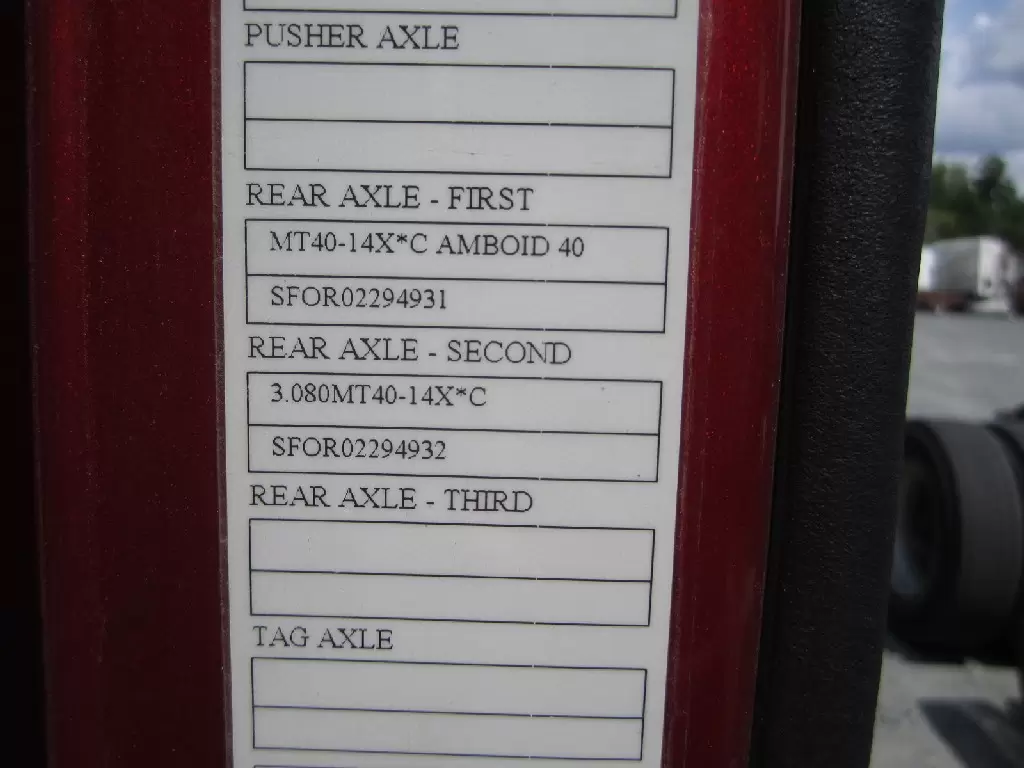 PUSHER AXLE
REAR AXLE - FIRST
MT40-14X*C AMBOID 40
SFOR02294931
REAR AXLE - SECOND
3.080MT40-14X*C
SFOR02294932
REAR AXLE - THIRD
TAG AXLE